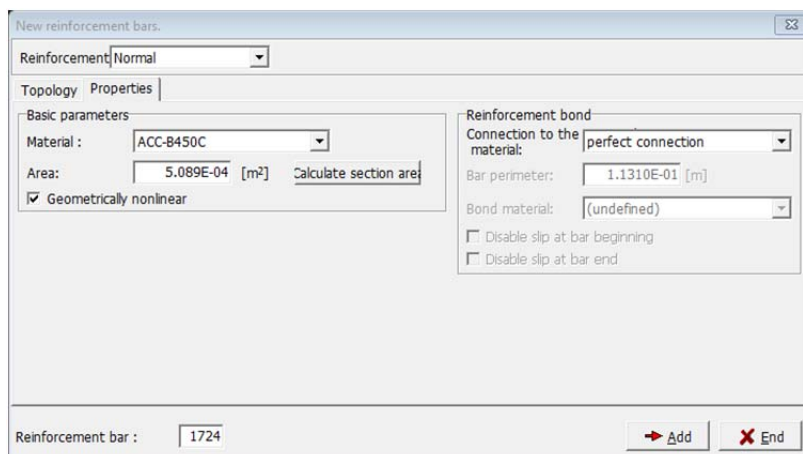 New reinforcement bars.
Reinforcement Normal
Topology Properties
Basic parameters
Material : ACC-B450C
Area: 5.089E-04 [m²] Calculate section area
Geometrically nonlinear
Reinforcement bond
Connection to the material: perfect connection
Bar perimeter: 1.1310E-01 [m]
Bond material: (undefined)
Disable slip at bar beginning
Disable slip at bar end
Reinforcement bar : 1724
Add End